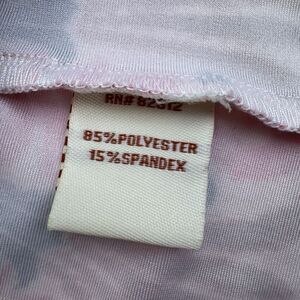 RN# 82312
85%POLYESTER
15%SPANDEX